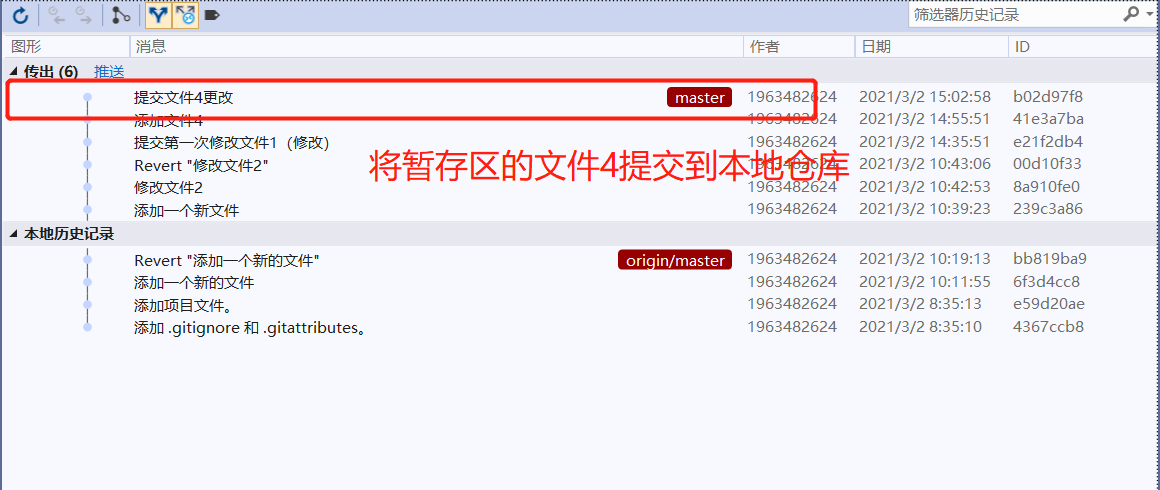 筛选器历史记录
图形 消息 作者 日期 ID
传出 (6) 推送
提交文件4更改 master 1963482624 2021/3/2 15:02:58 b02d97f8
添加文件4 1963482624 2021/3/2 14:55:51 41e3a7ba
提交第一次修改文件1（修改) 1963482624 2021/3/2 14:35:51 e21f2db4
将暂存区的文件4提交到本地仓库
Revert "修改文件2" 1963482624 2021/3/2 10:43:06 00d10f33
修改文件2 1963482624 2021/3/2 10:42:53 8a910fe0
添加一个新文件 1963482624 2021/3/2 10:39:23 239c3a86
本地历史记录
Revert "添加一个新的文件" origin/master 1963482624 2021/3/2 10:19:13 bb819ba9
添加一个新的文件 1963482624 2021/3/2 10:11:55 6f3d4cc8
添加项目文件。 1963482624 2021/3/2 8:35:13 e59d20ae
添加 .gitignore 和 .gitattributes。 1963482624 2021/3/2 8:35:10 4367ccb8